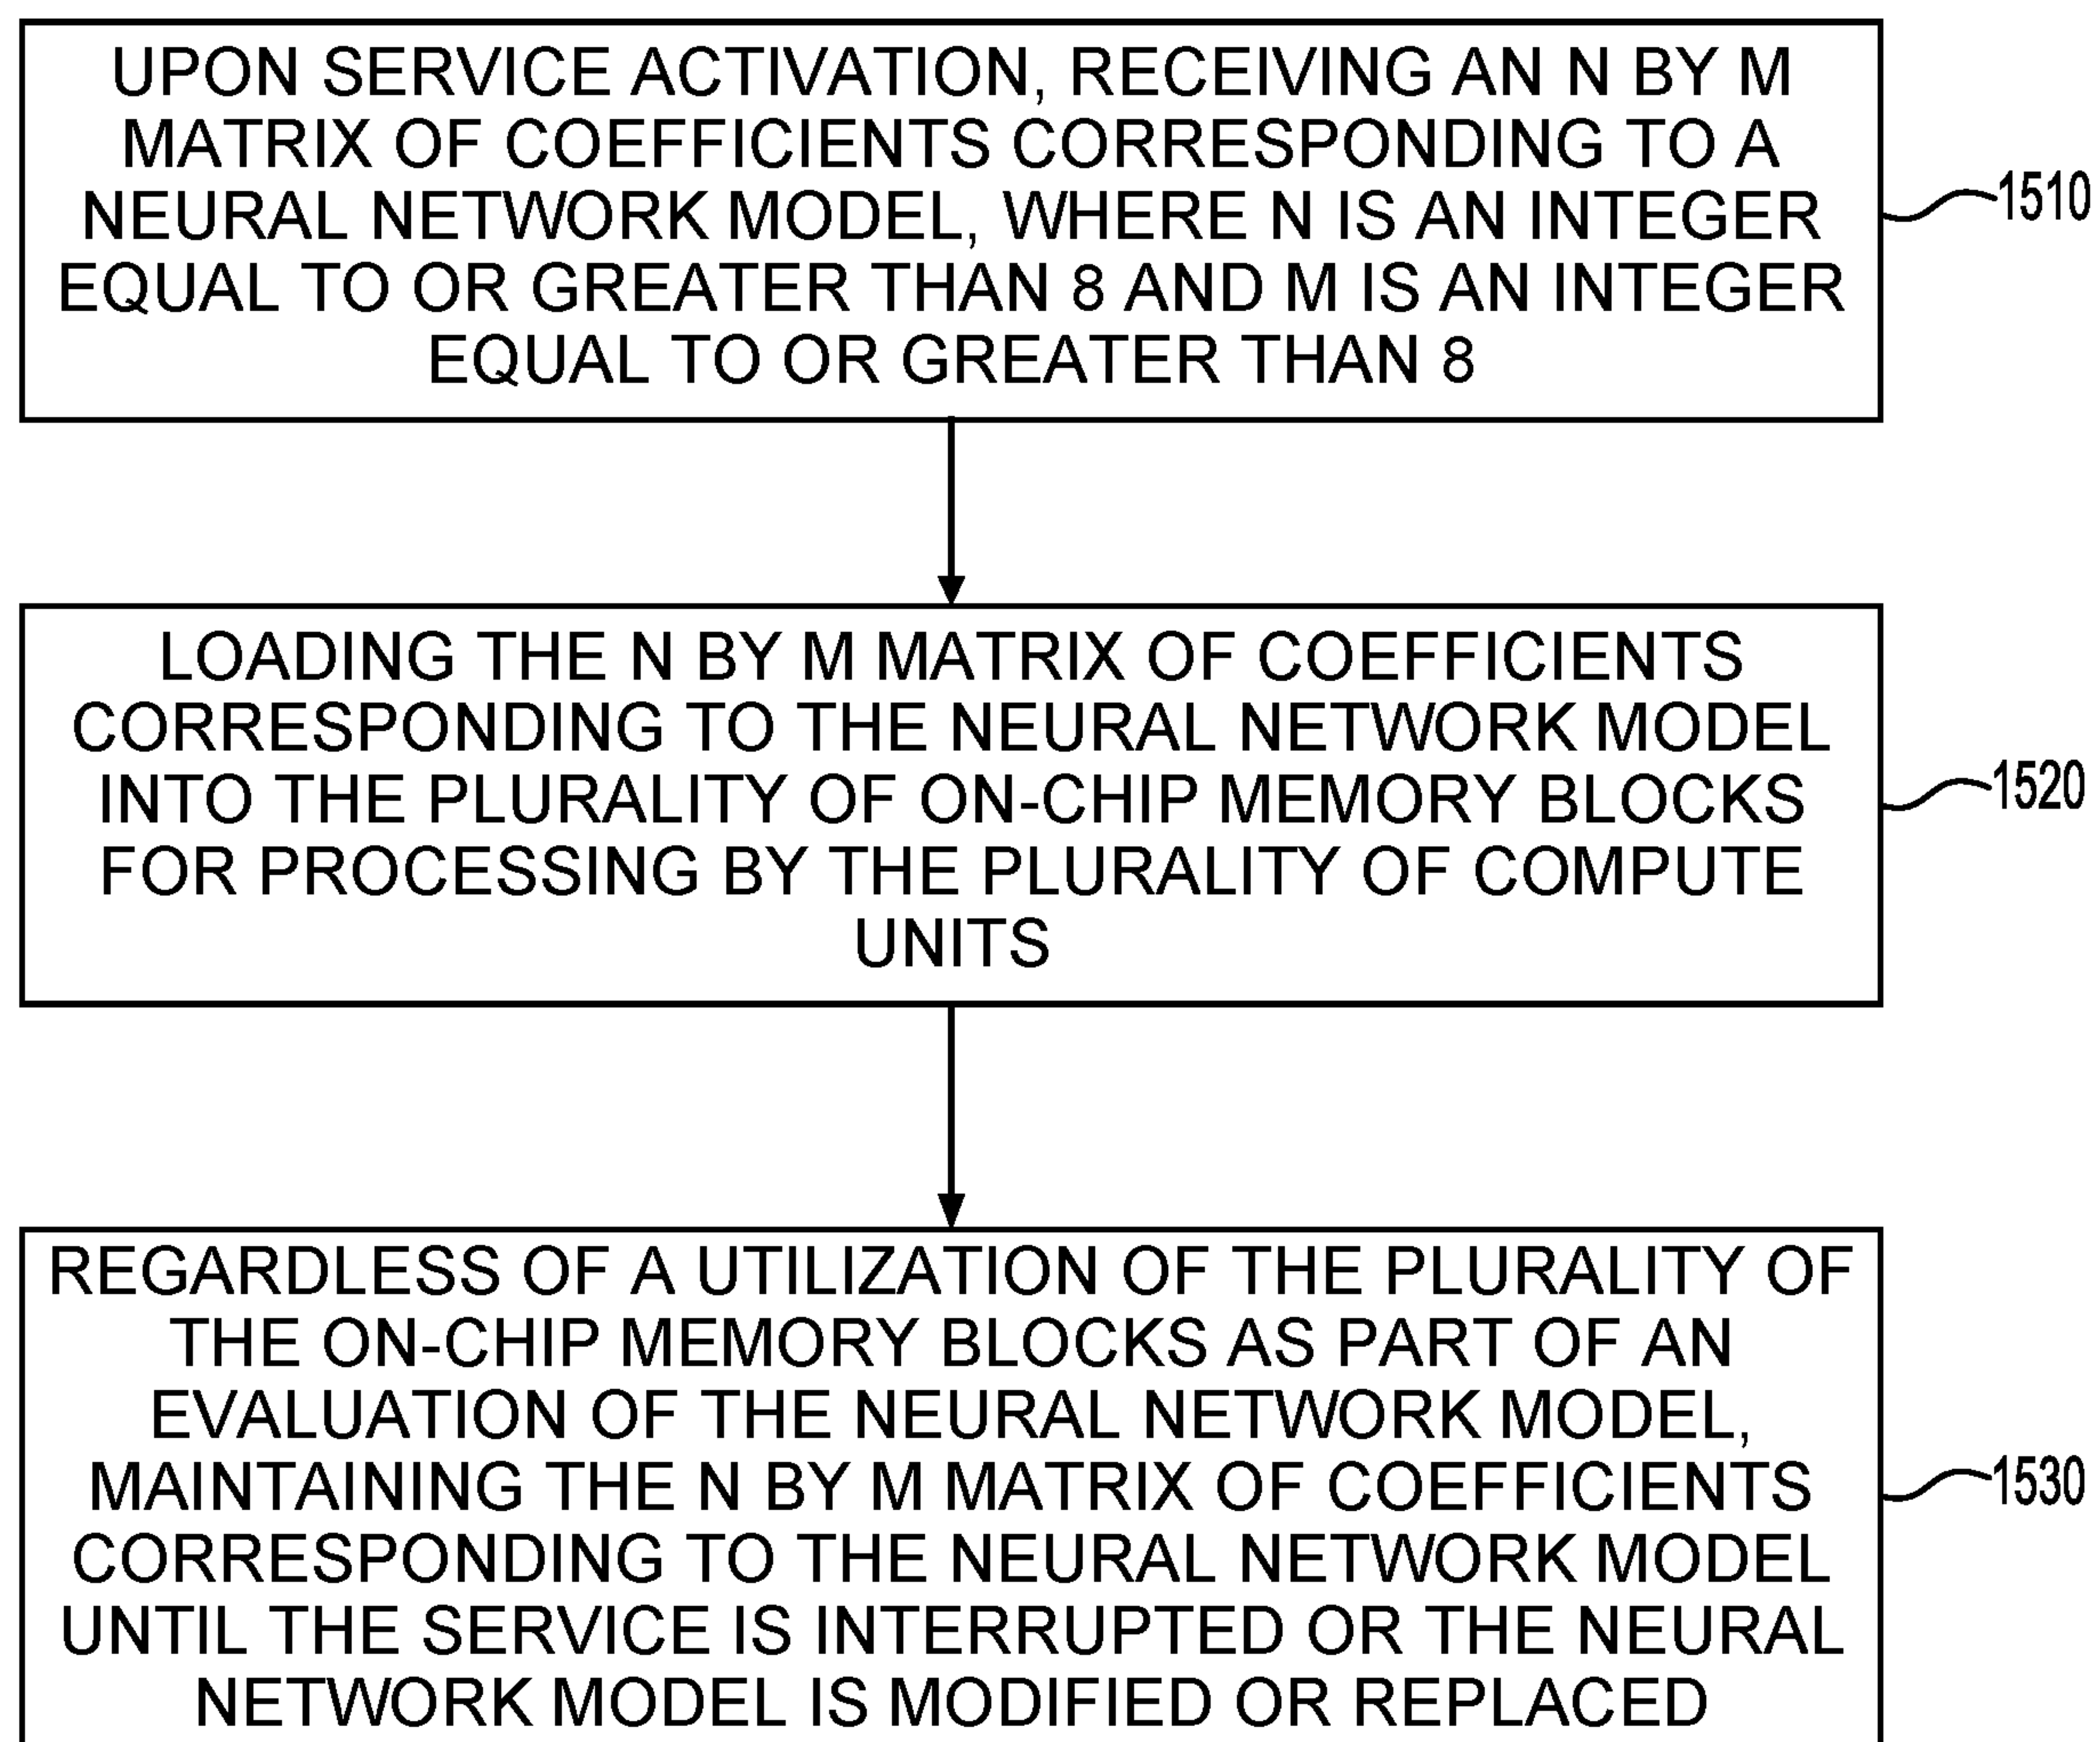 UPON SERVICE ACTIVATION, RECEIVING AN N BY M
MATRIX OF COEFFICIENTS CORRESPONDING TO A
NEURAL NETWORK MODEL, WHERE N IS AN INTEGER
EQUAL TO OR GREATER THAN 8 AND M IS AN INTEGER
EQUAL TO OR GREATER THAN 8
1510
LOADING THE N BY M MATRIX OF COEFFICIENTS
CORRESPONDING TO THE NEURAL NETWORK MODEL
INTO THE PLURALITY OF ON-CHIP MEMORY BLOCKS
FOR PROCESSING BY THE PLURALITY OF COMPUTE
UNITS
1520
REGARDLESS OF A UTILIZATION OF THE PLURALITY OF
THE ON-CHIP MEMORY BLOCKS AS PART OF AN
EVALUATION OF THE NEURAL NETWORK MODEL,
MAINTAINING THE N BY M MATRIX OF COEFFICIENTS
CORRESPONDING TO THE NEURAL NETWORK MODEL
UNTIL THE SERVICE IS INTERRUPTED OR THE NEURAL
NETWORK MODEL IS MODIFIED OR REPLACED
1530